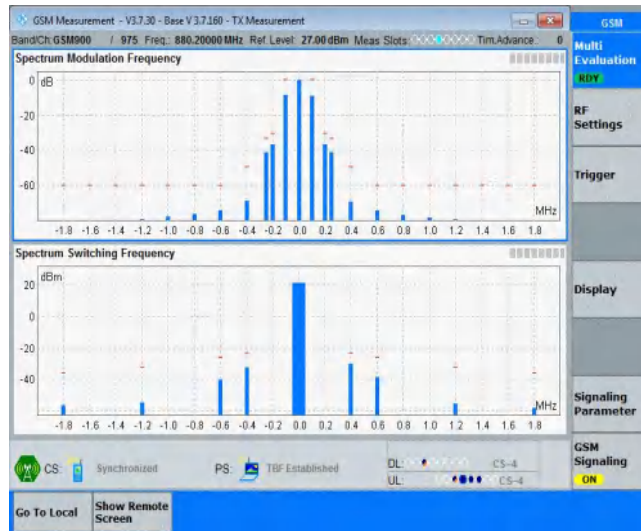 GSM Measurement - V3.7.30 - Base V 3.7.160 - TX Measurement
GSM
Band/Ch: GSM900 / 975 Freq.: 880.20000 MHz Ref. Level: 27.00 dBm Meas Slots: Tim.Advance: 0
Multi Evaluation
RDY
Spectrum Modulation Frequency
dB
0
-20
-40
-60
MHz
-1.8 -1.6 -1.4 -1.2 -1.0 -0.8 -0.6 -0.4 -0.2 0.0 0.2 0.4 0.6 0.8 1.0 1.2 1.4 1.6 1.8
RF Settings
Trigger
Spectrum Switching Frequency
dBm
20
0
-20
-40
MHz
-1.8 -1.6 -1.4 -1.2 -1.0 -0.8 -0.6 -0.4 -0.2 0.0 0.2 0.4 0.6 0.8 1.0 1.2 1.4 1.6 1.8
Display
Signaling Parameter
CS: Synchronized PS: TBF Established DL: CS-4
UL: CS-4
GSM Signaling
ON
Go To Local
Show Remote Screen